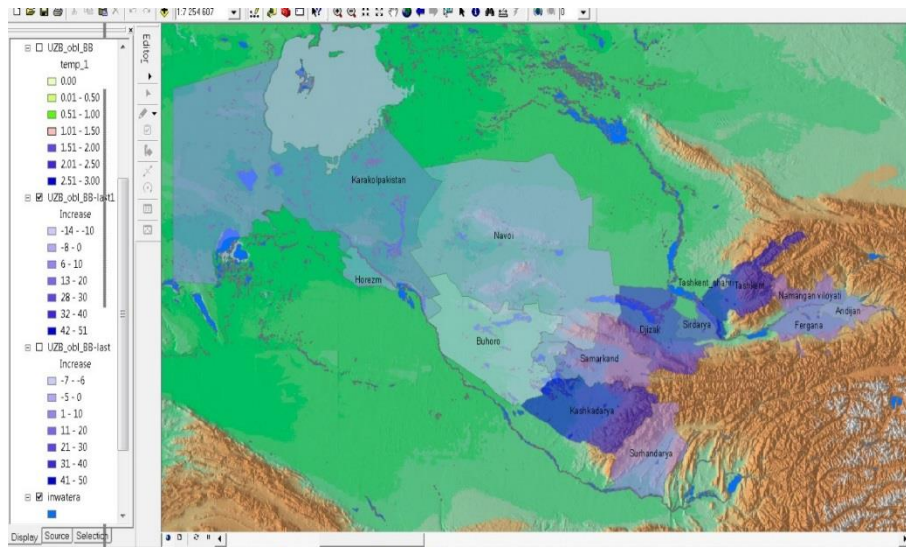 1:7 254 607
0
UZB_obl_BB
temp_1
0.00
0.01 - 0.50
0.51 - 1.00
1.01 - 1.50
1.51 - 2.00
2.01 - 2.50
2.51 - 3.00
UZB_obl_BB-last1
Increase
-14 - -10
-8 - 0
6 - 10
13 - 20
28 - 30
32 - 40
42 - 51
UZB_obl_BB-last
Increase
-7 - -6
-5 - 0
1 - 10
11 - 20
21 - 30
31 - 40
41 - 50
inwatera
Display
Source
Selection
Editor
Karakolpakistan
Navoi
Horezm
Buhoro
Tashkent_shahri
Tashkent
Namangan viloyati
Andijan
Fergana
Sirdarya
Djizak
Samarkand
Kashkadarya
Surhandarya